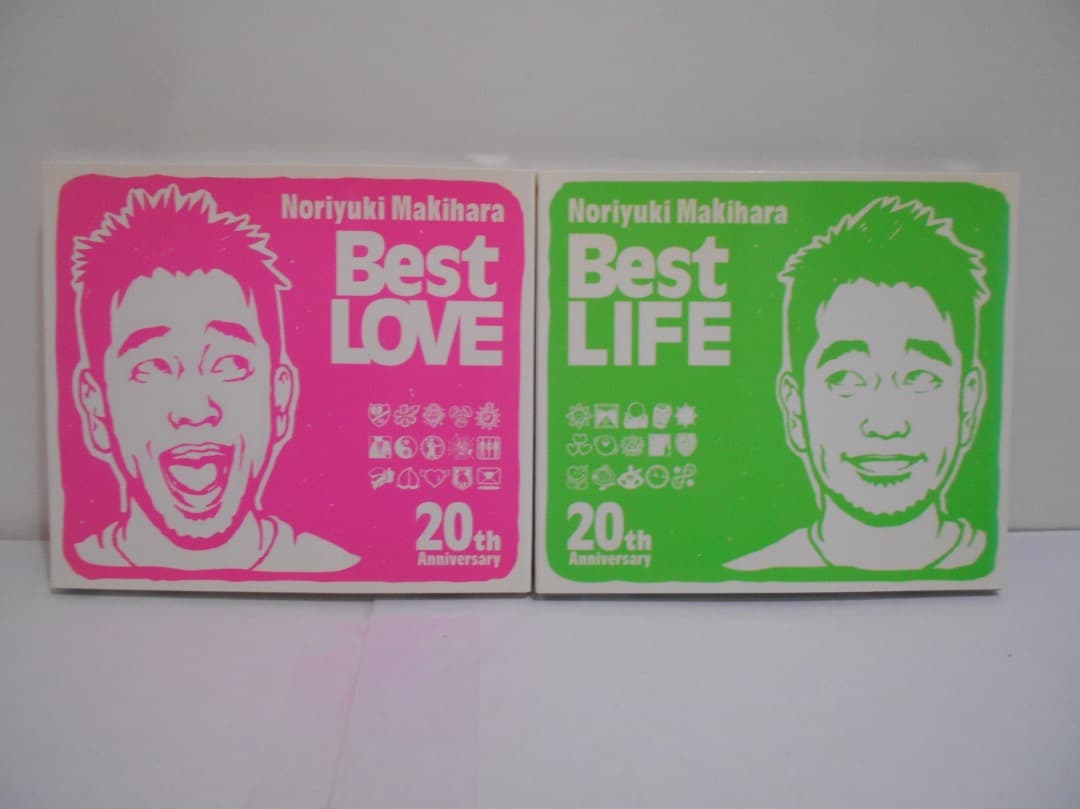 Noriyuki Makihara
Best
LOVE
20th
Anniversary
Noriyuki Makihara
Best
LIFE
20th
Anniversary